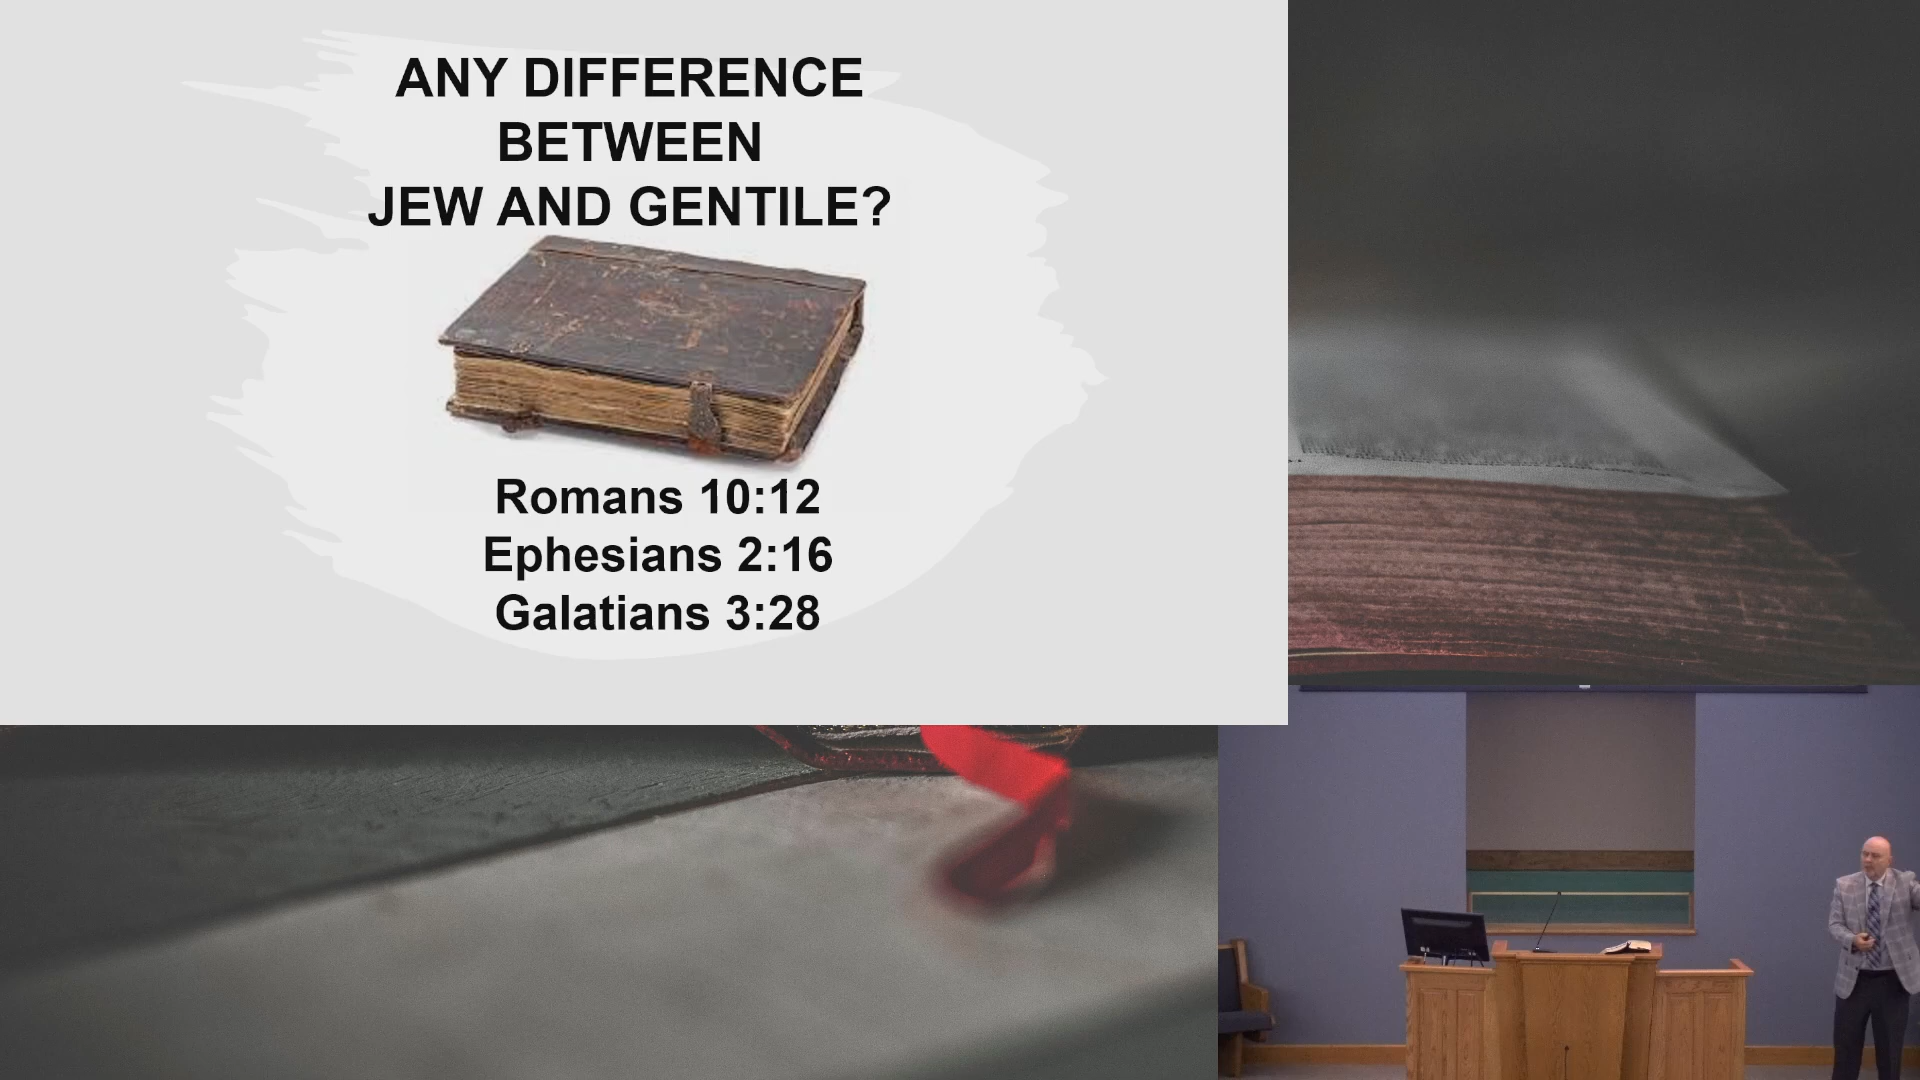 ANY DIFFERENCE
BETWEEN
JEW AND GENTILE?
Romans 10:12
Ephesians 2:16
Galatians 3:28